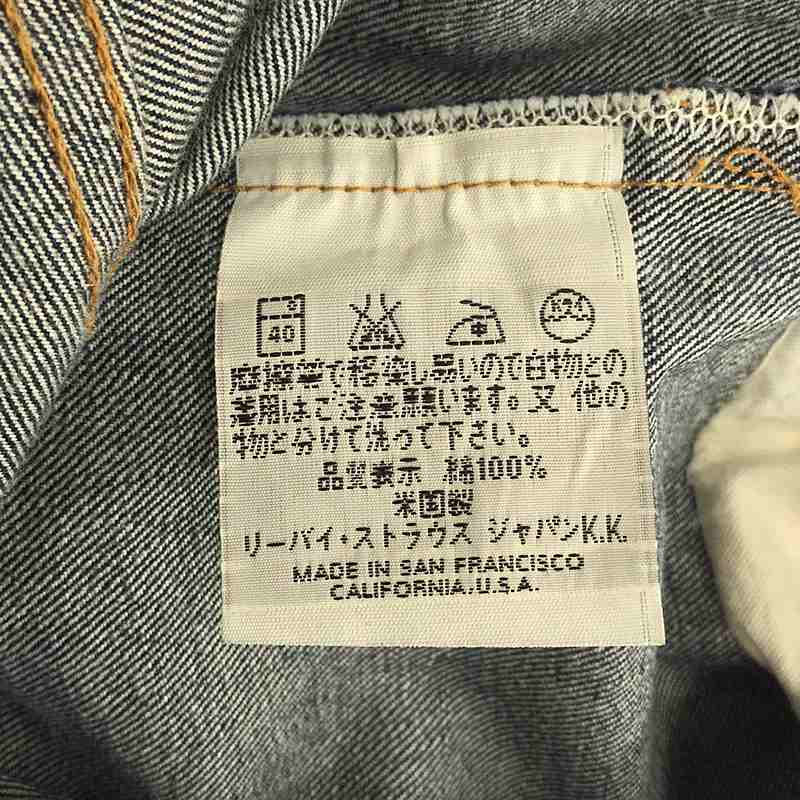 40
摩擦等で移染し易いので白物との
着用はご注意願います。又 他の
物と分けて洗って下さい。
品質表示 綿100%
米国製
リーバイ・ストラウス ジャパンK.K.
MADE IN SAN FRANCISCO
CALIFORNIA,U.S.A.